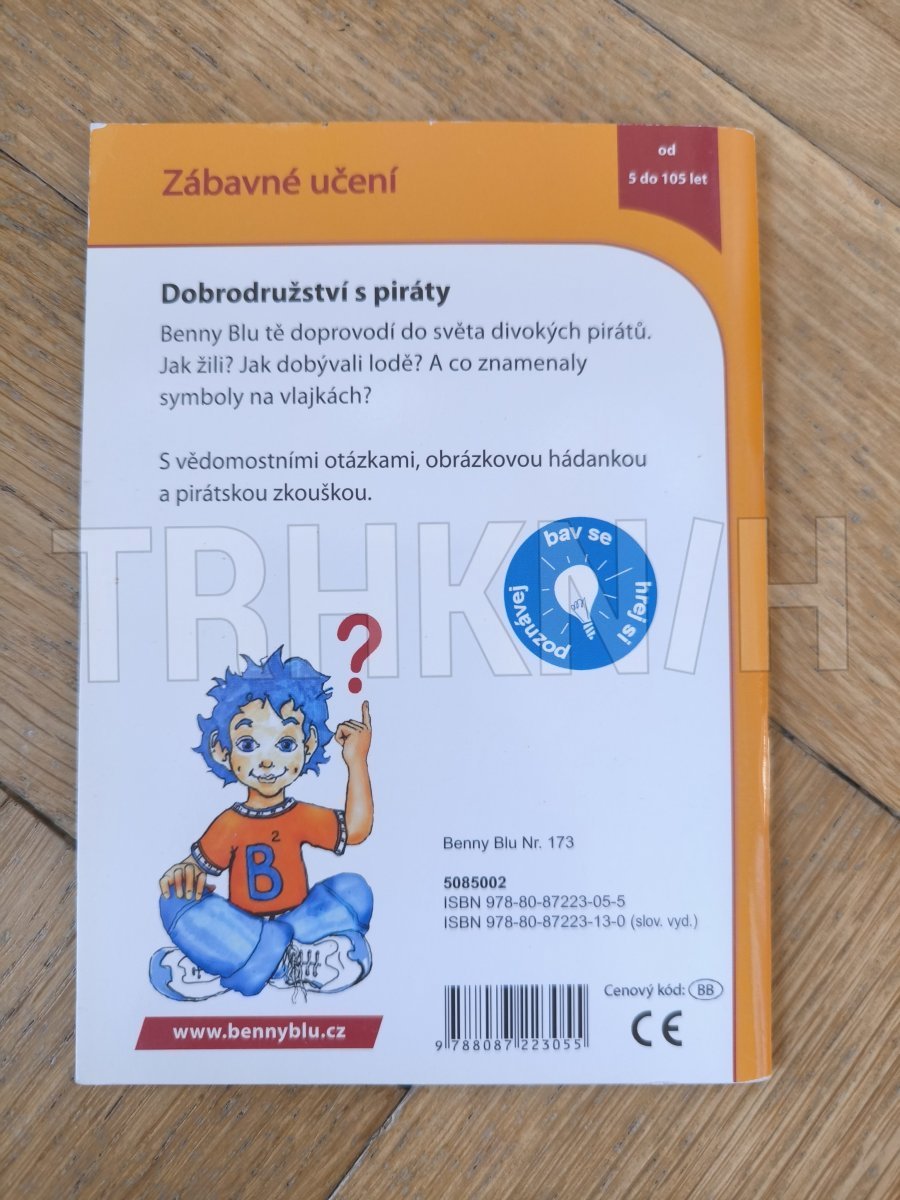 Zábavné učení
od
5 do 105 let
Dobrodružství s piráty
Benny Blu tě doprovodí do světa divokých pirátů.
Jak žili? Jak dobývali lodě? A co znamenaly
symboly na vlajkách?
S vědomostními otázkami, obrázkovou hádankou
a pirátskou zkouškou.
TRHKNIH
bav se
hrej si
poznávej
?
B²
Benny Blu Nr. 173
5085002
ISBN 978-80-87223-05-5
ISBN 978-80-87223-13-0 (slov. vyd.)
Cenový kód: BB
CE
www.bennyblu.cz
9 788087 223055